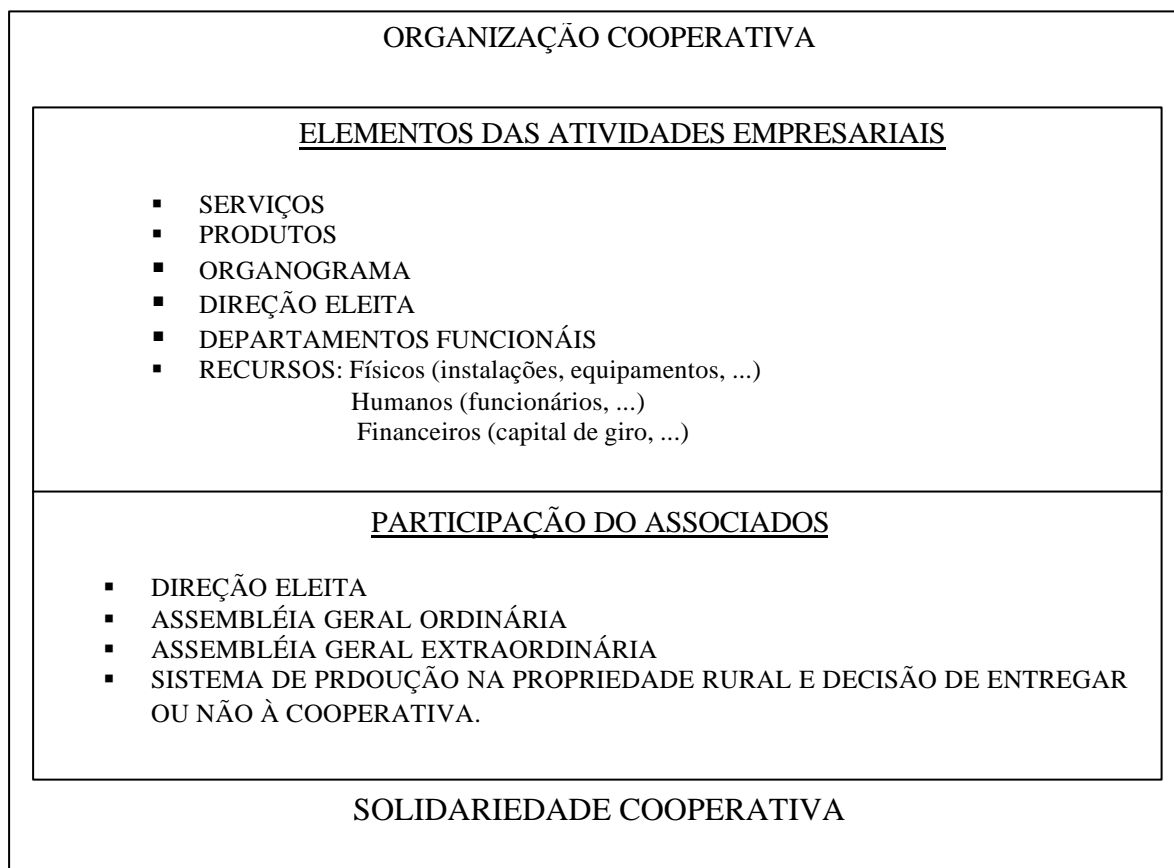 ORGANIZAÇÃO COOPERATIVA
ELEMENTOS DAS ATIVIDADES EMPRESARIAIS
▪ SERVIÇOS
▪ PRODUTOS
▪ ORGANOGRAMA
▪ DIREÇÃO ELEITA
▪ DEPARTAMENTOS FUNCIONÁIS
▪ RECURSOS: Físicos (instalações, equipamentos, ...)
Humanos (funcionários, ...)
Financeiros (capital de giro, ...)
PARTICIPAÇÃO DO ASSOCIADOS
▪ DIREÇÃO ELEITA
▪ ASSEMBLÉIA GERAL ORDINÁRIA
▪ ASSEMBLÉIA GERAL EXTRAORDINÁRIA
▪ SISTEMA DE PRDOUÇÃO NA PROPRIEDADE RURAL E DECISÃO DE ENTREGAR
OU NÃO À COOPERATIVA.
SOLIDARIEDADE COOPERATIVA